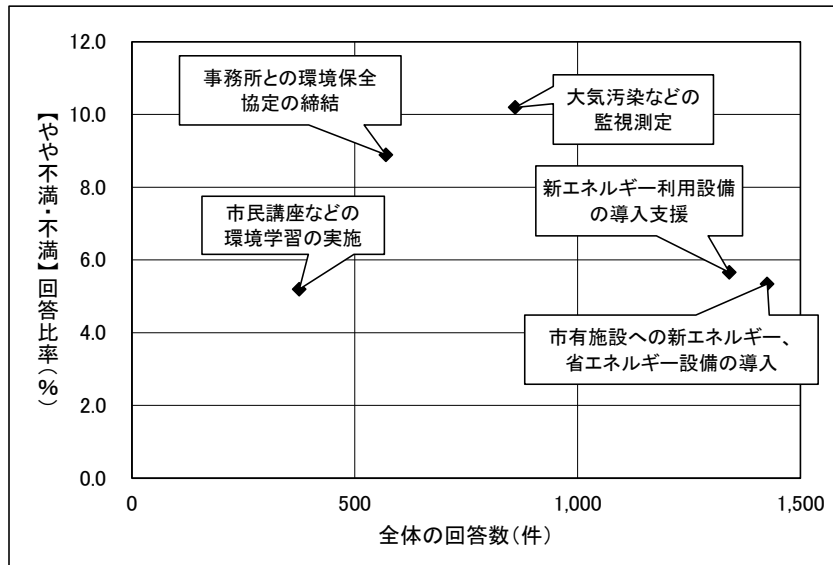 【やや不満・不満】回答比率(%)
12.0
10.0
8.0
6.0
4.0
2.0
0.0
事務所との環境保全
協定の締結
大気汚染などの
監視測定
市民講座などの
環境学習の実施
新エネルギー利用設備
の導入支援
市有施設への新エネルギー、
省エネルギー設備の導入
0
500
1,000
1,500
全体の回答数(件)